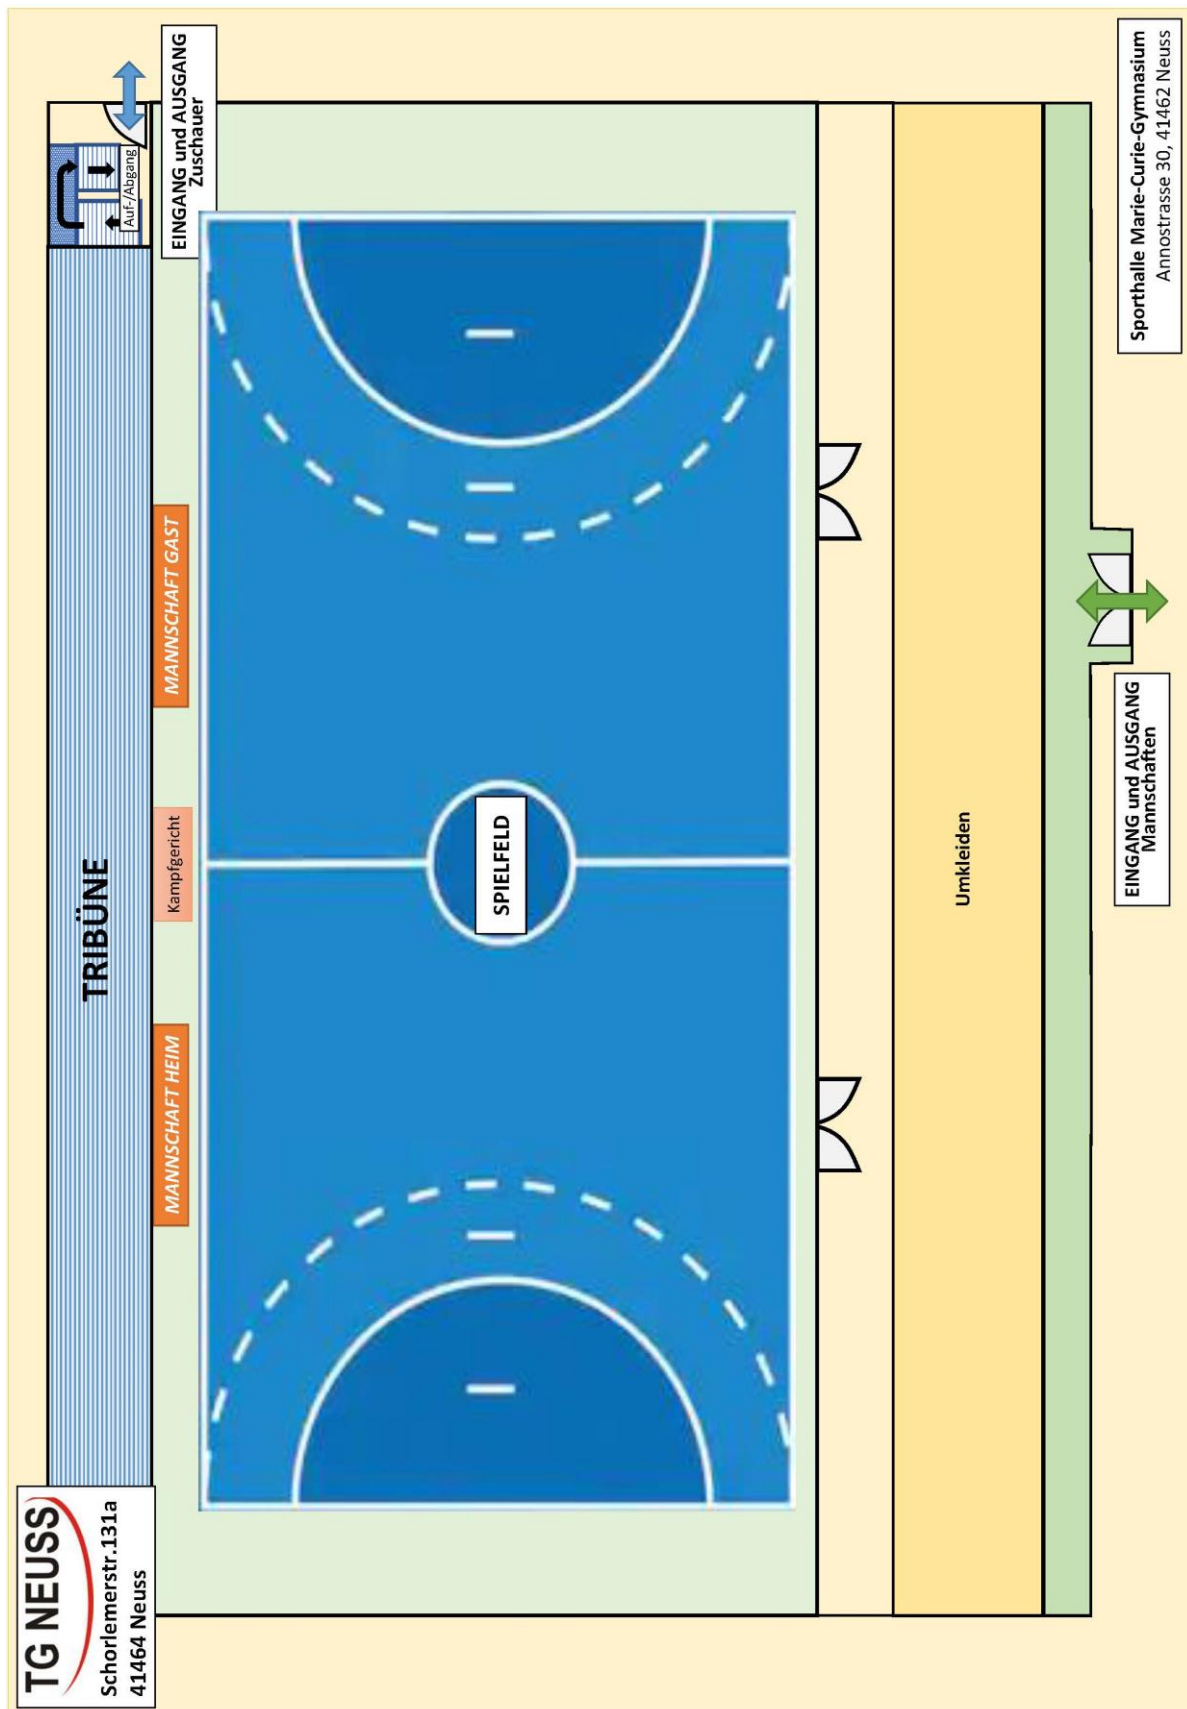 TG NEUSS
Schorlemerstr.131a
41464 Neuss
TRIBÜNE
Auf-/Abgang
EINGANG und AUSGANG
Zuschauer
MANNSCHAFT HEIM
Kampfgericht
MANNSCHAFT GAST
SPIELFELD
Umkleiden
EINGANG und AUSGANG
Mannschaften
Sporthalle Marie-Curie-Gymnasium
Annostrasse 30, 41462 Neuss